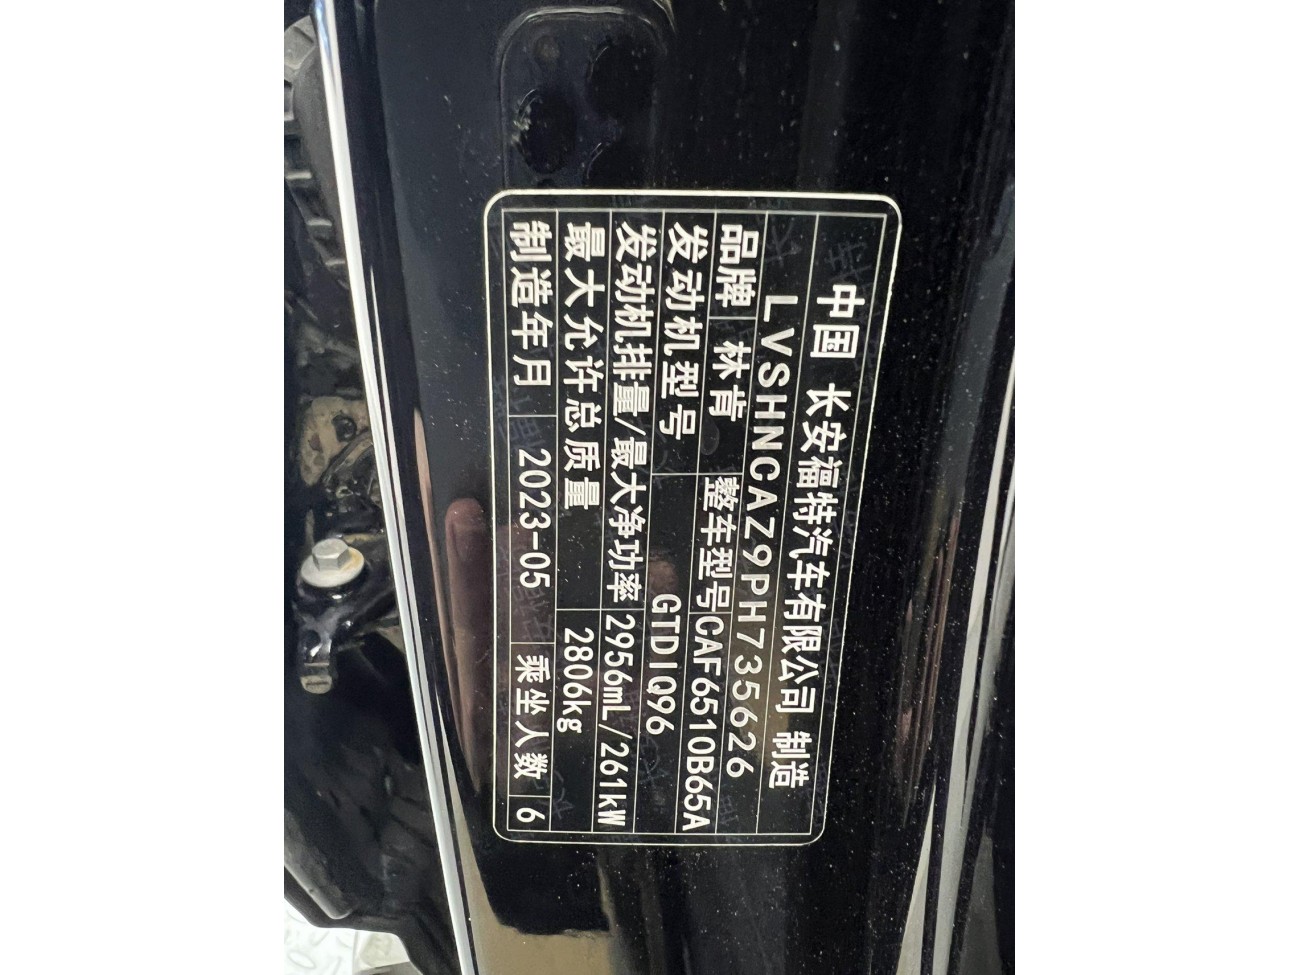 中国 长安福特汽车有限公司 制造
LVSHNCAZ9PH735626
品牌 林肯 整车型号 CAF6510B65A
发动机型号 GTDIQ96
发动机排量/最大净功率 2956mL/261kW
最大允许总质量 2806kg
制造年月 2023-05 乘坐人数 6